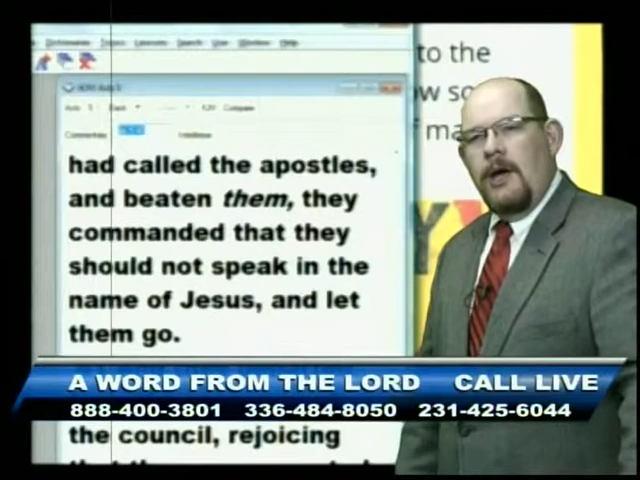 to the
ow so
ma
had called the apostles,
and beaten them, they
commanded that they
should not speak in the
name of Jesus, and let
them go.
A WORD FROM THE LORD CALL LIVE
888-400-3801 336-484-8050 231-425-6044
the council, rejoicing